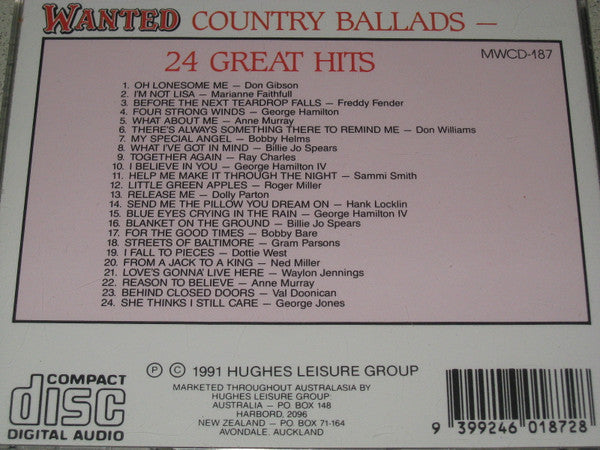 WANTED COUNTRY BALLADS —
24 GREAT HITS
MWCD-187
1. OH LONESOME ME — Don Gibson
2. I'M NOT LISA — Marianne Faithfull
3. BEFORE THE NEXT TEARDROP FALLS — Freddy Fender
4. FOUR STRONG WINDS — George Hamilton
5. WHAT ABOUT ME — Anne Murray
6. THERE'S ALWAYS SOMETHING THERE TO REMIND ME — Don Williams
7. MY SPECIAL ANGEL — Bobby Helms
8. WHAT I'VE GOT IN MIND — Billie Jo Spears
9. TOGETHER AGAIN — Ray Charles
10. I BELIEVE IN YOU — George Hamilton IV
11. HELP ME MAKE IT THROUGH THE NIGHT — Sammi Smith
12. LITTLE GREEN APPLES — Roger Miller
13. RELEASE ME — Dolly Parton
14. SEND ME THE PILLOW YOU DREAM ON — Hank Locklin
15. BLUE EYES CRYING IN THE RAIN — George Hamilton IV
16. BLANKET ON THE GROUND — Billie Jo Spears
17. FOR THE GOOD TIMES — Bobby Bare
18. STREETS OF BALTIMORE — Gram Parsons
19. I FALL TO PIECES — Dottie West
20. FROM A JACK TO A KING — Ned Miller
21. LOVE'S GONNA' LIVE HERE — Waylon Jennings
22. REASON TO BELIEVE — Anne Murray
23. BEHIND CLOSED DOORS — Val Doonican
24. SHE THINKS I STILL CARE — George Jones
Ⓟ © 1991 HUGHES LEISURE GROUP
MARKETED THROUGHOUT AUSTRALASIA BY
HUGHES LEISURE GROUP:
AUSTRALIA — PO. BOX 148
HARBORD, 2096
NEW ZEALAND — PO. BOX 71-164
AVONDALE, AUCKLAND
COMPACT
disc
DIGITAL AUDIO
9 399246 018728